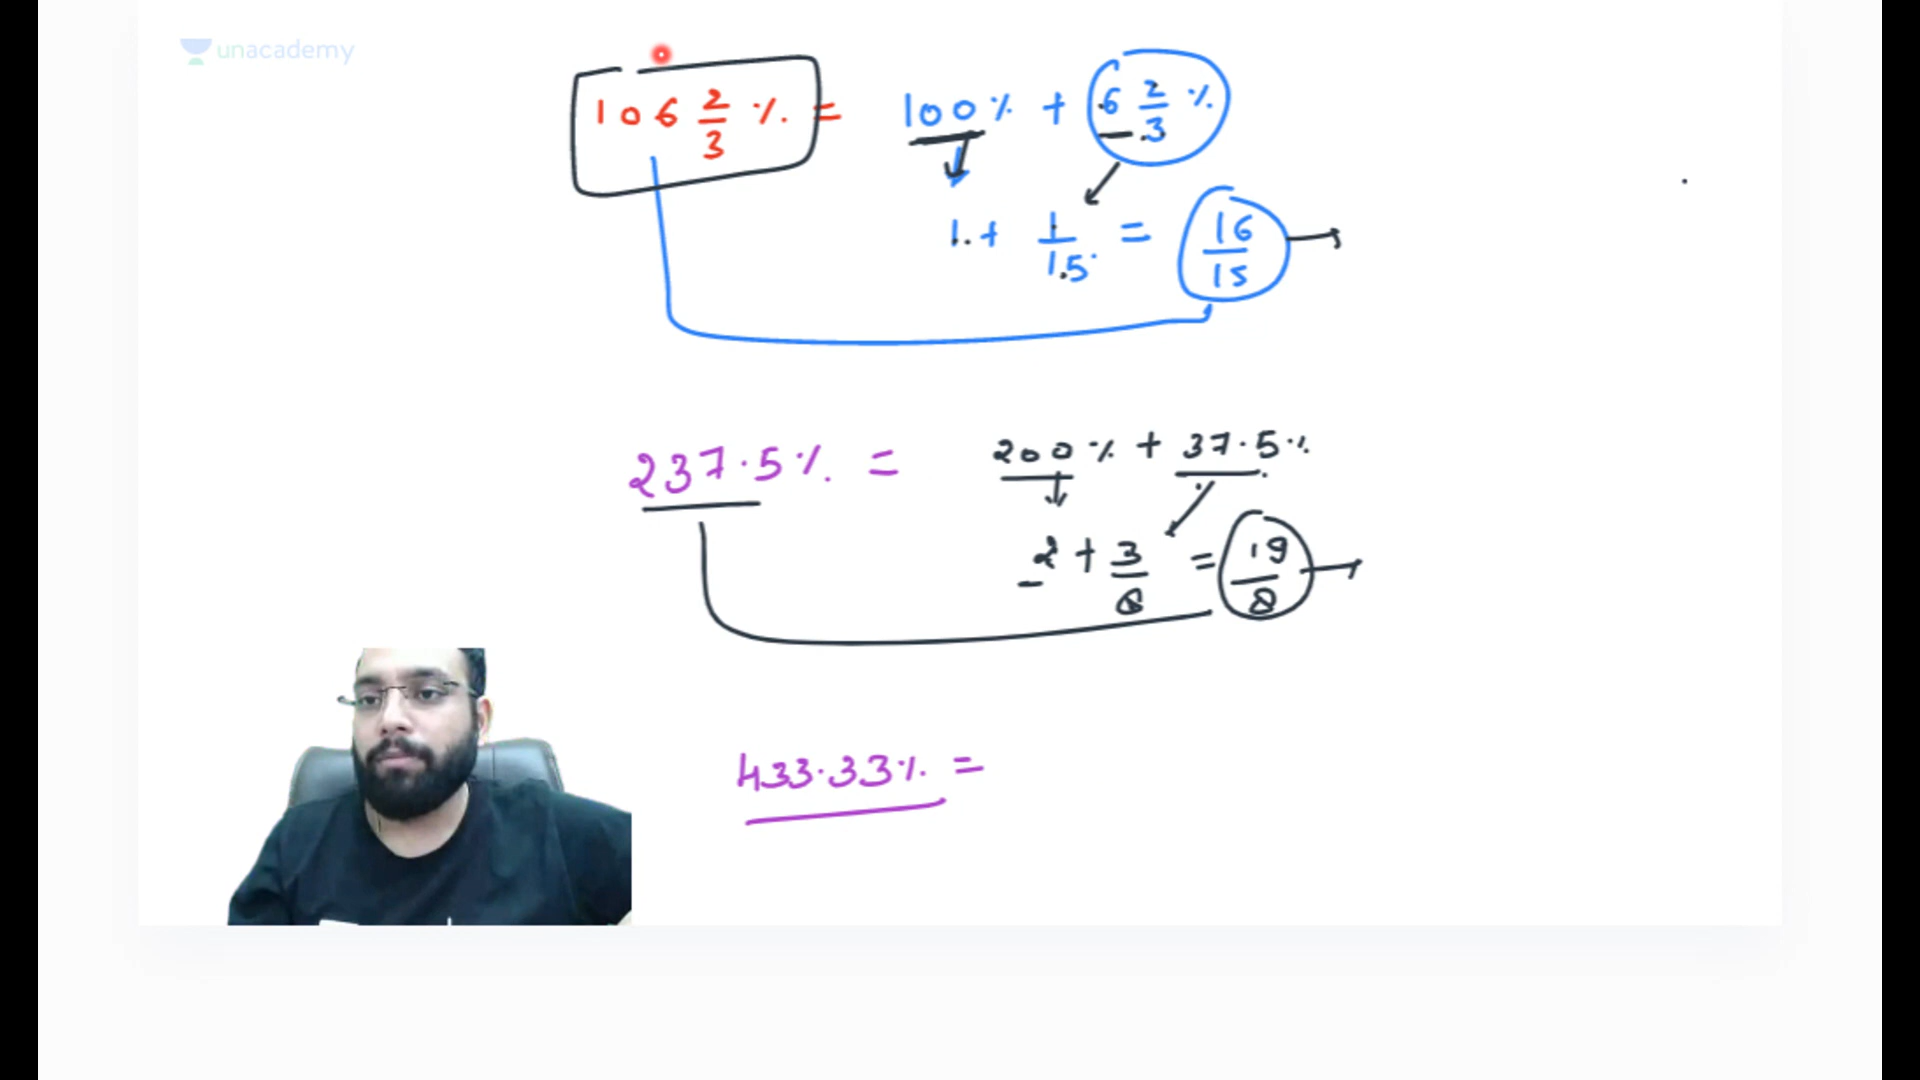 unacademy
106 2/3 % = 100% + 6 2/3 %
1 + 1/15 = 16/15
237.5% = 200% + 37.5%
2 + 3/8 = 19/8
433.33% =